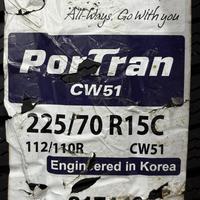 All-Ways, Go with you
PorTran
CW51
225/70 R15C
112/110R CW51
Engineered in Korea